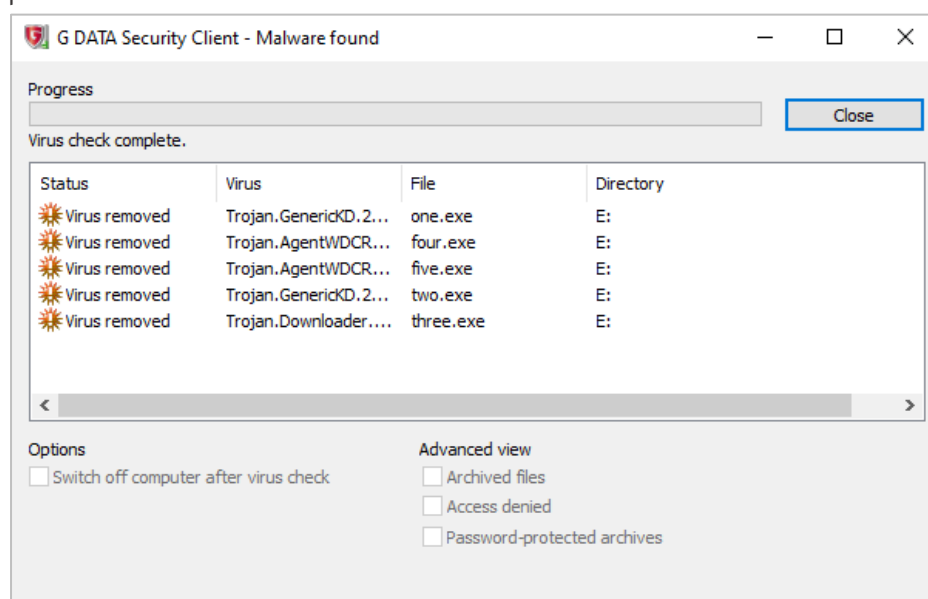 G DATA Security Client - Malware found
Progress
Close
Virus check complete.
Status Virus File Directory
Virus removed Trojan.GenericKD.2... one.exe E:
Virus removed Trojan.AgentWDCR... four.exe E:
Virus removed Trojan.AgentWDCR... five.exe E:
Virus removed Trojan.GenericKD.2... two.exe E:
Virus removed Trojan.Downloader.... three.exe E:
Options Advanced view
Switch off computer after virus check Archived files
Access denied
Password-protected archives